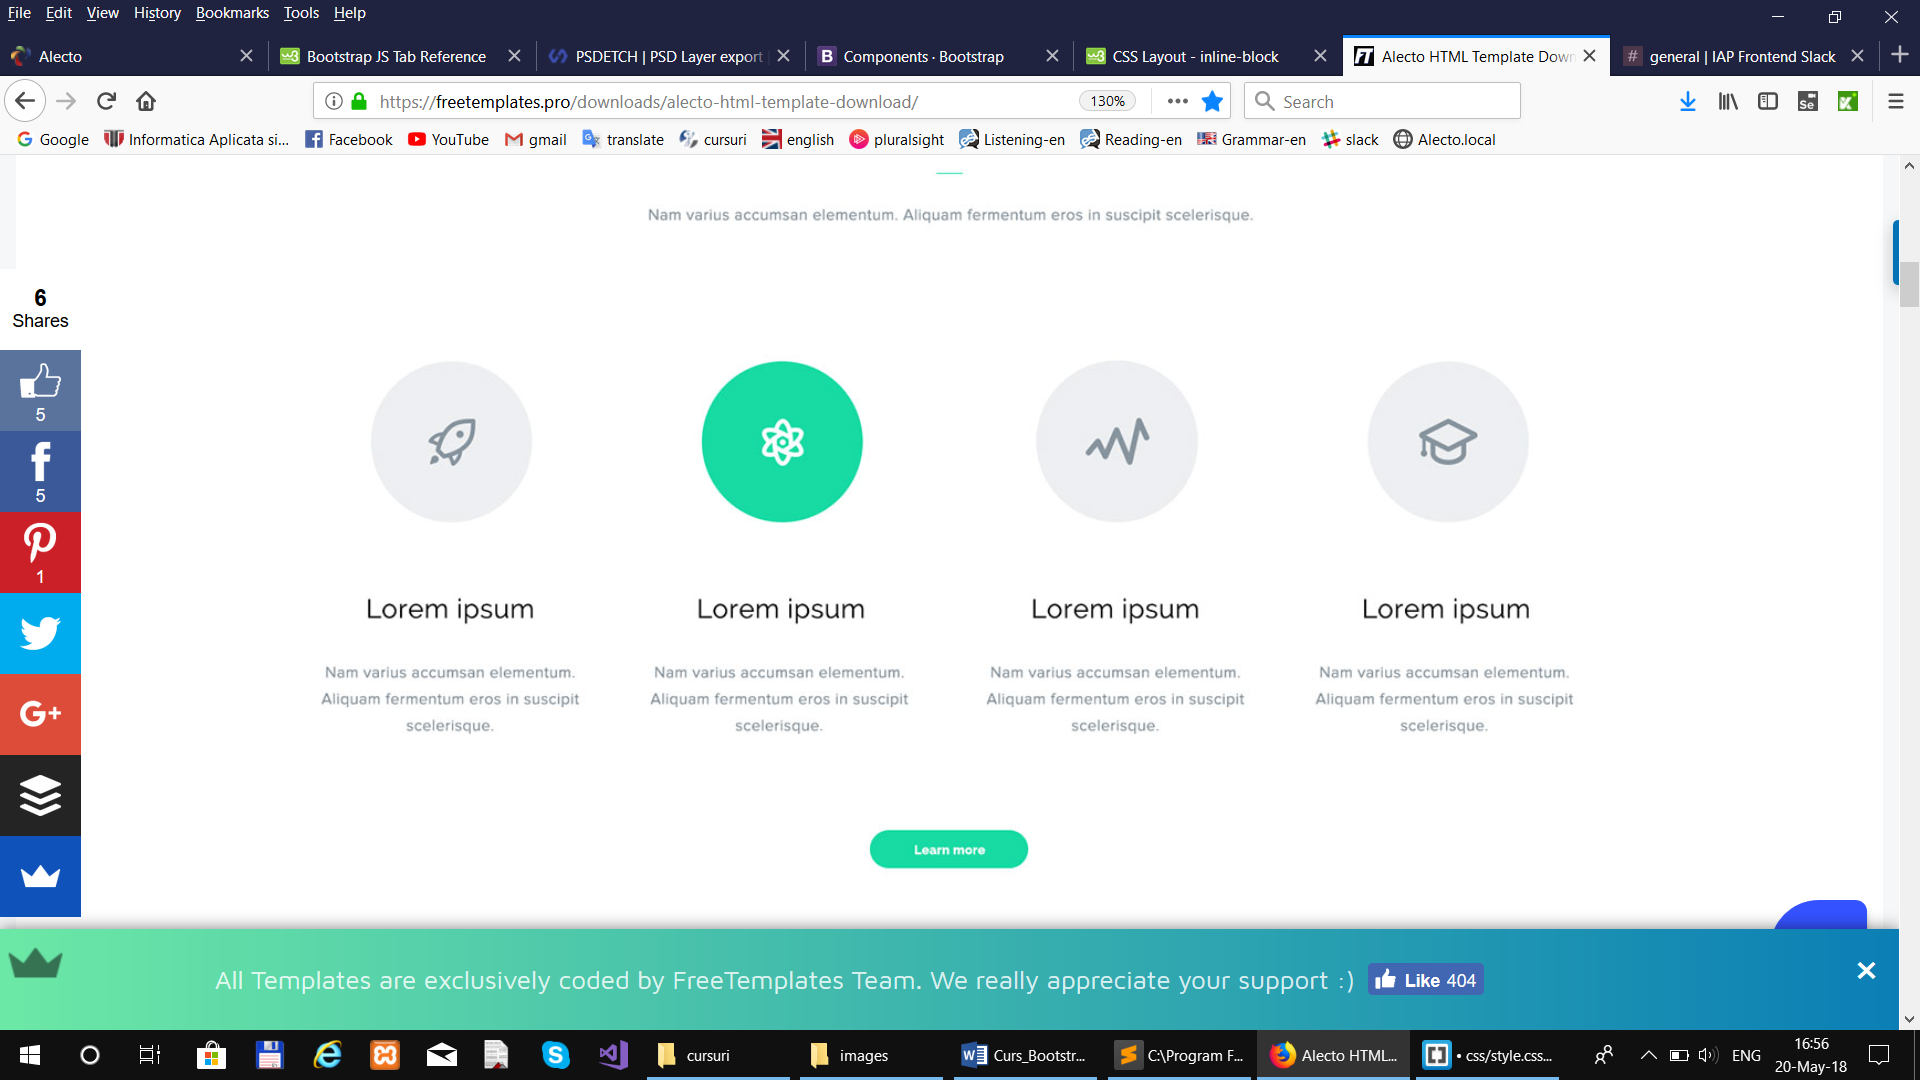 File Edit View History Bookmarks Tools Help
Alecto
Bootstrap JS Tab Reference
PSDETCH | PSD Layer export
Components · Bootstrap
CSS Layout - inline-block
Alecto HTML Template Down
# general | IAP Frontend Slack
https://freetemplates.pro/downloads/alecto-html-template-download/
130%
Search
Se
Google
Informatica Aplicata si...
Facebook
YouTube
gmail
translate
cursuri
english
pluralsight
Listening-en
Reading-en
Grammar-en
slack
Alecto.local
Nam varius accumsan elementum. Aliquam fermentum eros in suscipit scelerisque.
6
Shares
5
5
1
G+
Lorem ipsum
Nam varius accumsan elementum.
Aliquam fermentum eros in suscipit
scelerisque.
Lorem ipsum
Nam varius accumsan elementum.
Aliquam fermentum eros in suscipit
scelerisque.
Lorem ipsum
Nam varius accumsan elementum.
Aliquam fermentum eros in suscipit
scelerisque.
Lorem ipsum
Nam varius accumsan elementum.
Aliquam fermentum eros in suscipit
scelerisque.
Learn more
All Templates are exclusively coded by FreeTemplates Team. We really appreciate your support :)
Like 404
cursuri
images
Curs_Bootstr...
C:\Program F...
Alecto HTML...
• css/style.css...
ENG
16:56
20-May-18